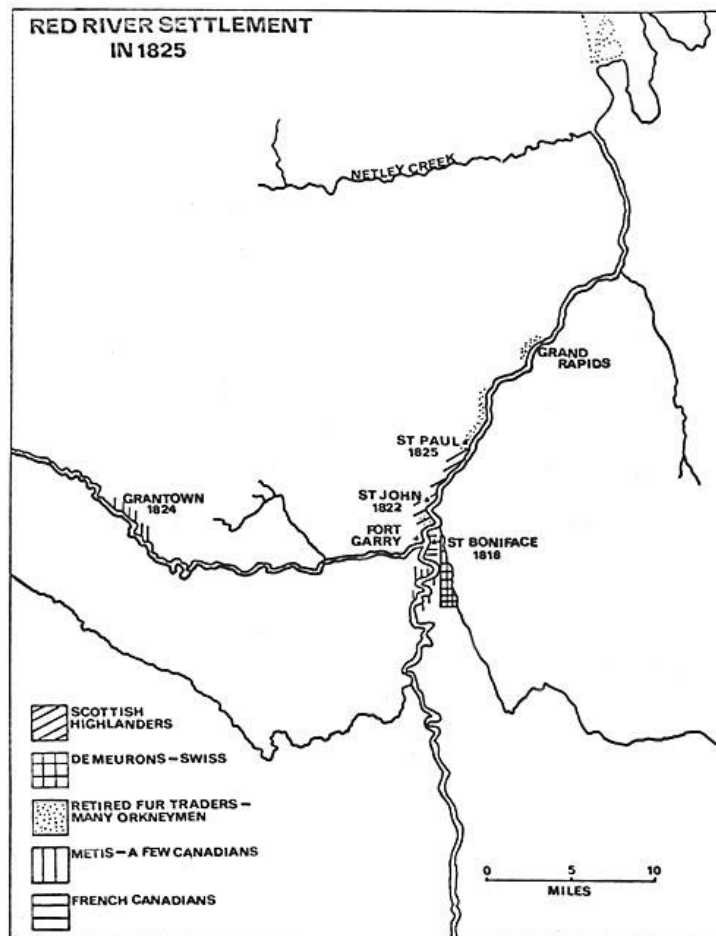 RED RIVER SETTLEMENT
IN 1825
NETLEY CREEK
GRAND
RAPIDS
ST PAUL
1825
GRANTOWN
1824
ST JOHN
1822
FORT
GARRY
ST BONIFACE
1818
SCOTTISH
HIGHLANDERS
DE MEURONS – SWISS
RETIRED FUR TRADERS –
MANY ORKNEYMEN
METIS – A FEW CANADIANS
FRENCH CANADIANS
0 5 10
MILES